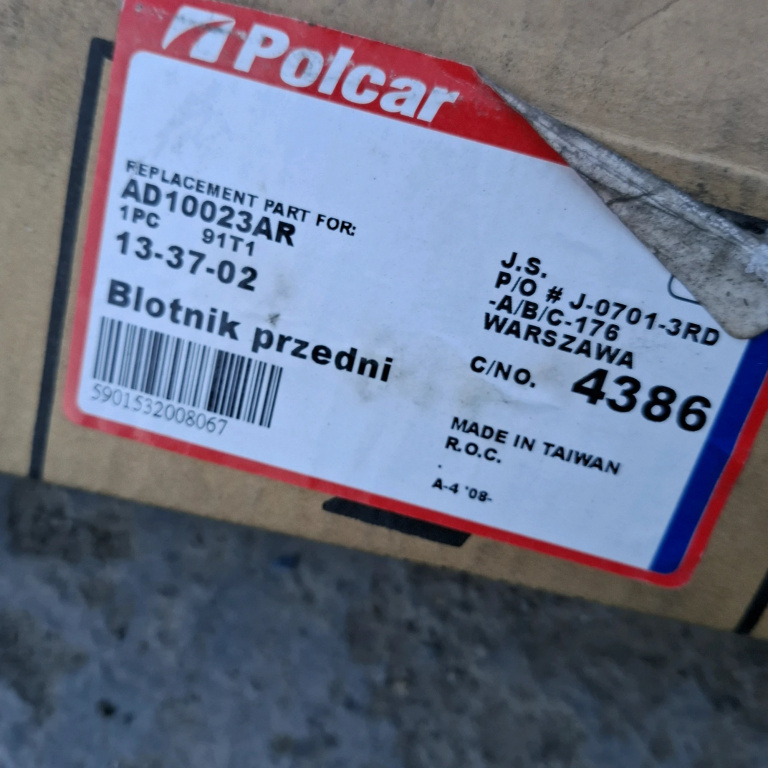 Polcar
REPLACEMENT PART FOR:
AD10023AR
1PC 91T1
13-37-02
Blotnik przedni
5901532008067
J.S.
P/O # J-0701-3RD
-A/B/C-176
WARSZAWA
C/NO. 4386
MADE IN TAIWAN
R.O.C.
A-4 '08-